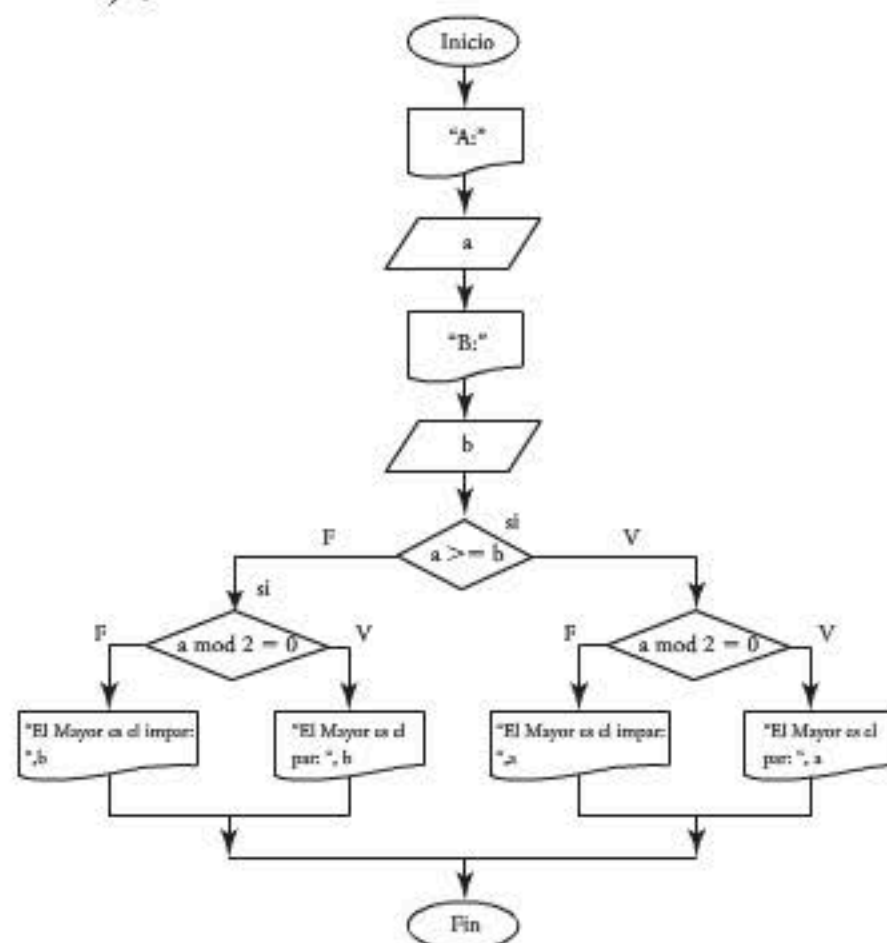 Inicio
“A:”
a
“B:”
b
si
F
a >= b
V
si
F
a mod 2 = 0
V
F
a mod 2 = 0
V
“El Mayor es el impar:
“,b
“El Mayor es el
par: “, b
“El Mayor es el impar:
“,a
“El Mayor es el
par: “, a
Fin